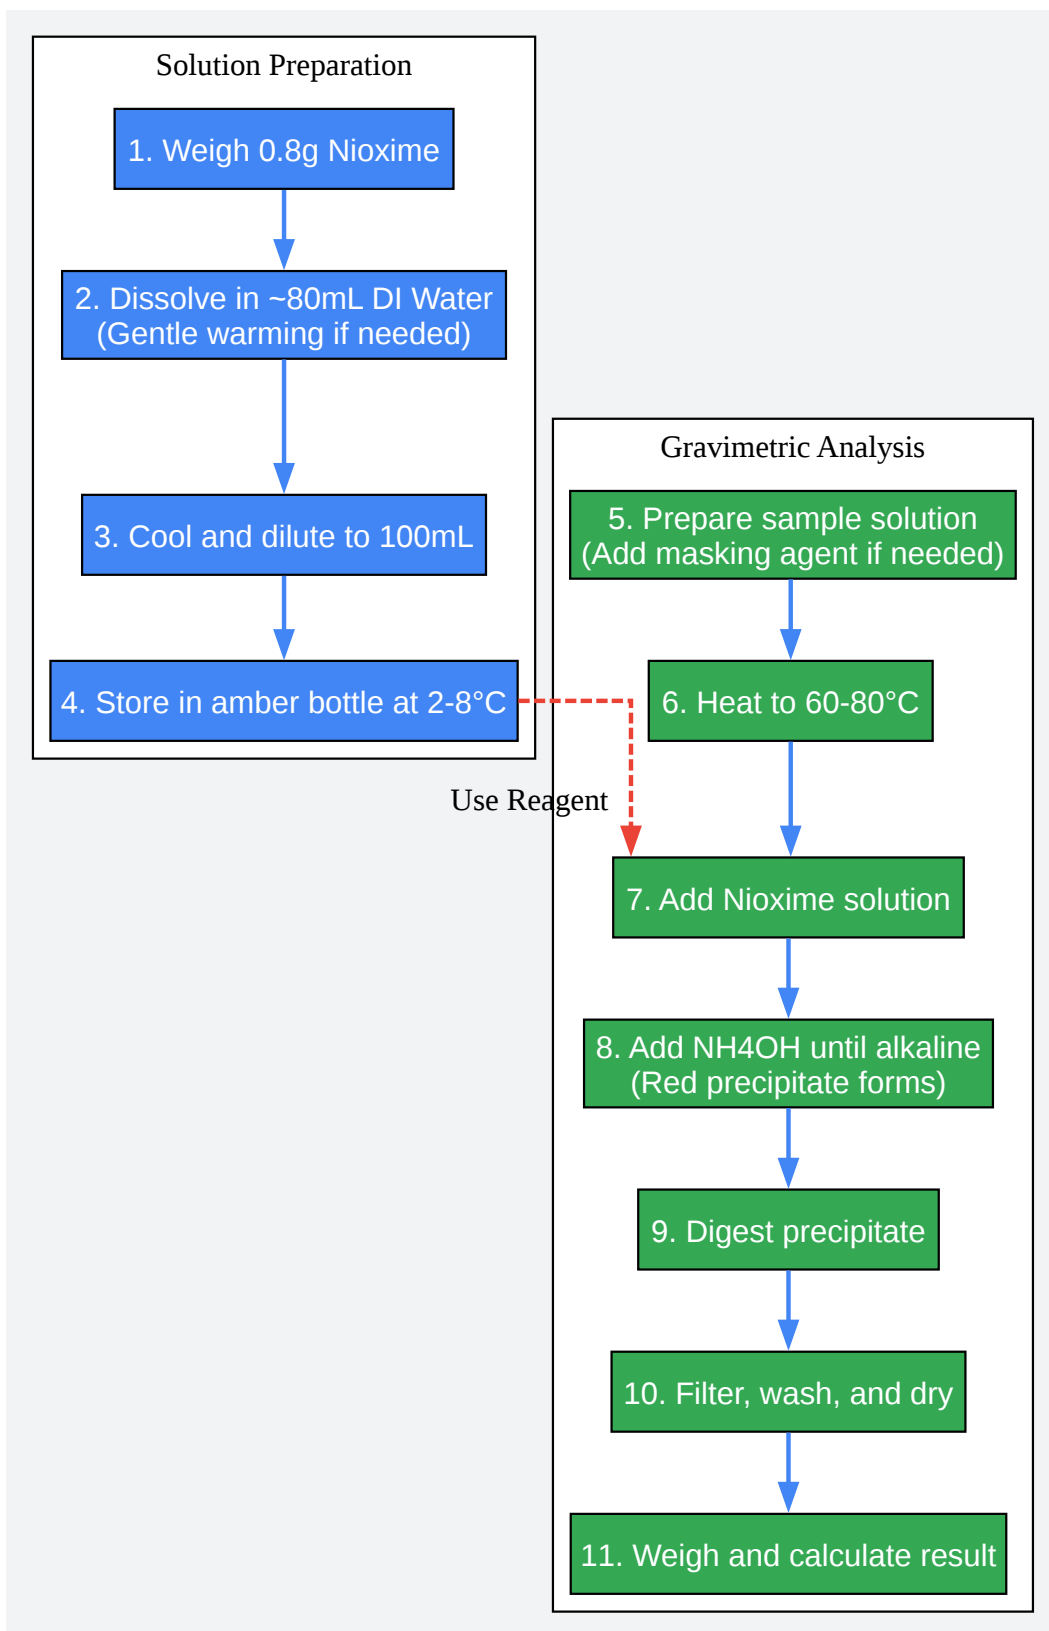 Solution Preparation
1. Weigh 0.8g Nioxime
2. Dissolve in ~80mL DI Water
(Gentle warming if needed)
3. Cool and dilute to 100mL
4. Store in amber bottle at 2-8°C
Use Reagent
Gravimetric Analysis
5. Prepare sample solution
(Add masking agent if needed)
6. Heat to 60-80°C
7. Add Nioxime solution
8. Add NH4OH until alkaline
(Red precipitate forms)
9. Digest precipitate
10. Filter, wash, and dry
11. Weigh and calculate result